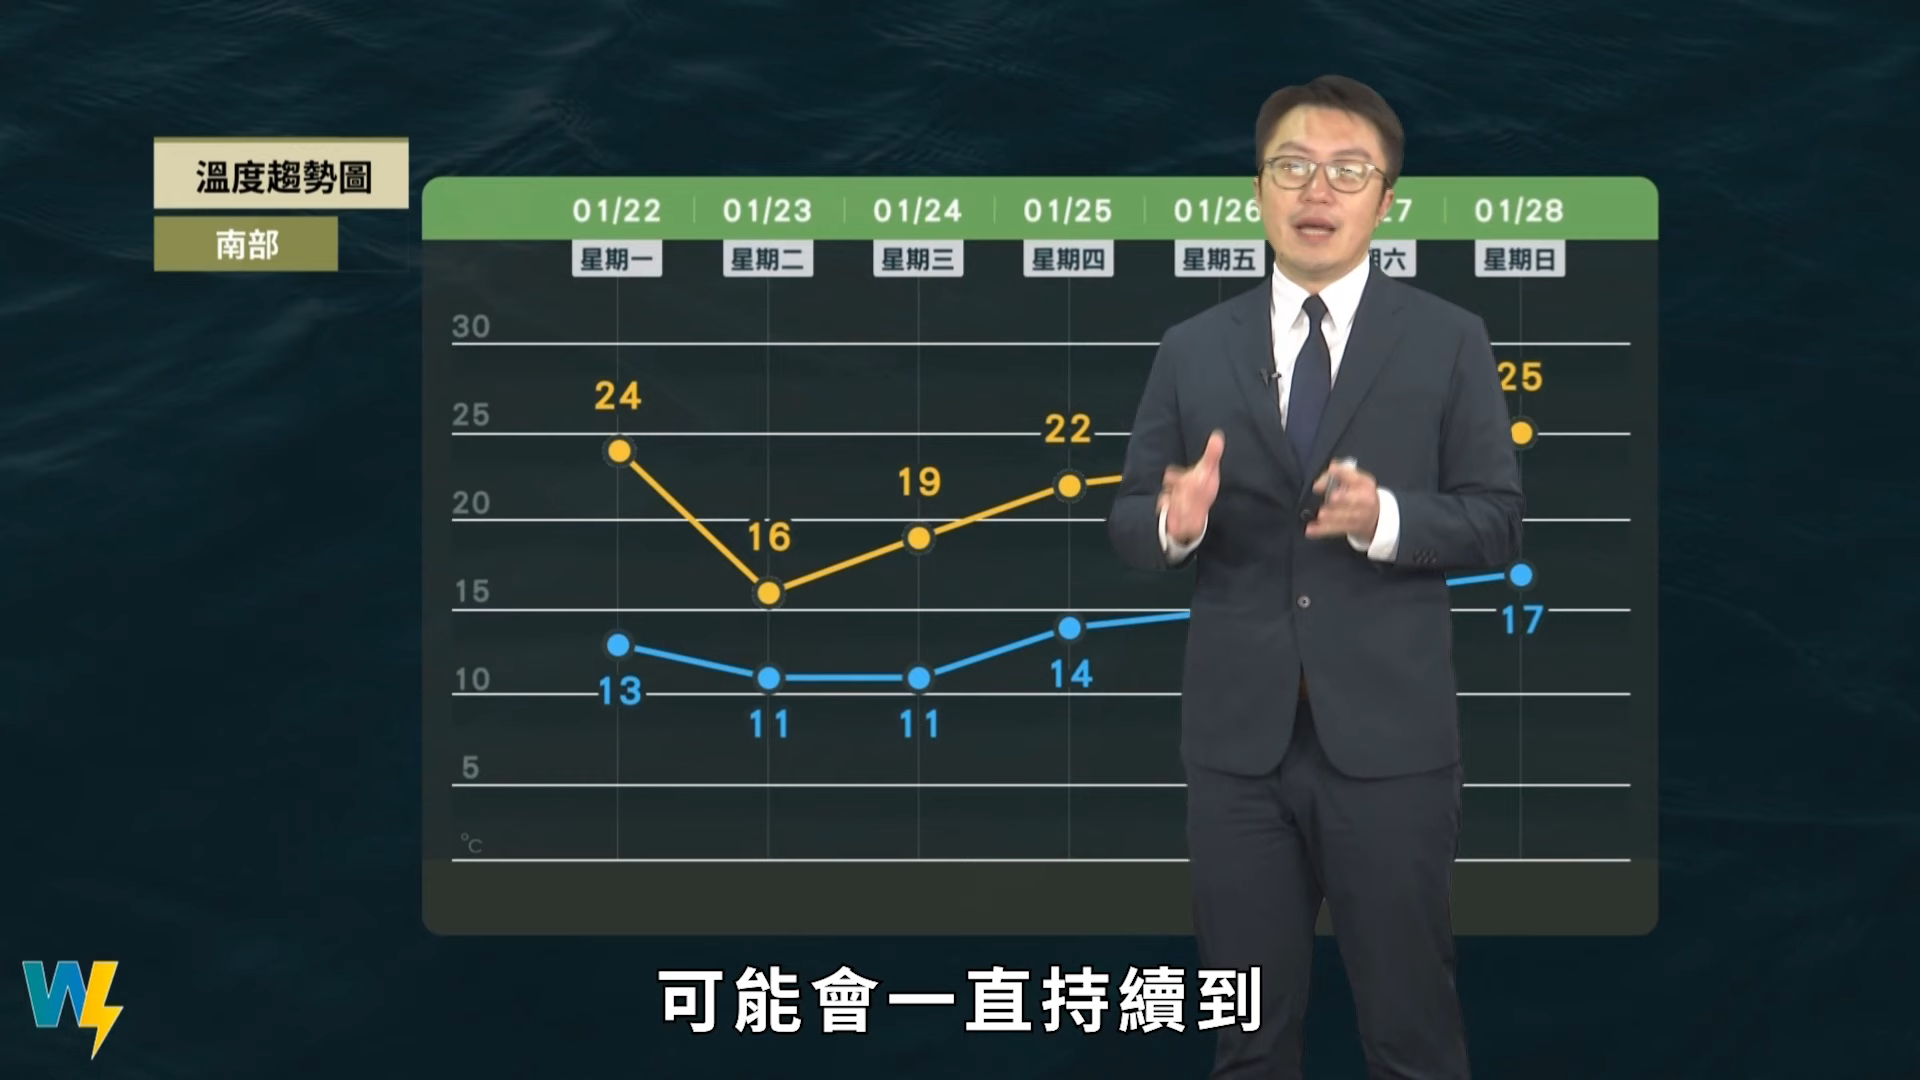 溫度趨勢圖
南部
01/22 01/23 01/24 01/25 01/26 27 01/28
星期一 星期二 星期三 星期四 星期五 期六 星期日
30
25
20
15
10
5
°C
24 16 19 22 25
13 11 11 14 17
可能會一直持續到
W